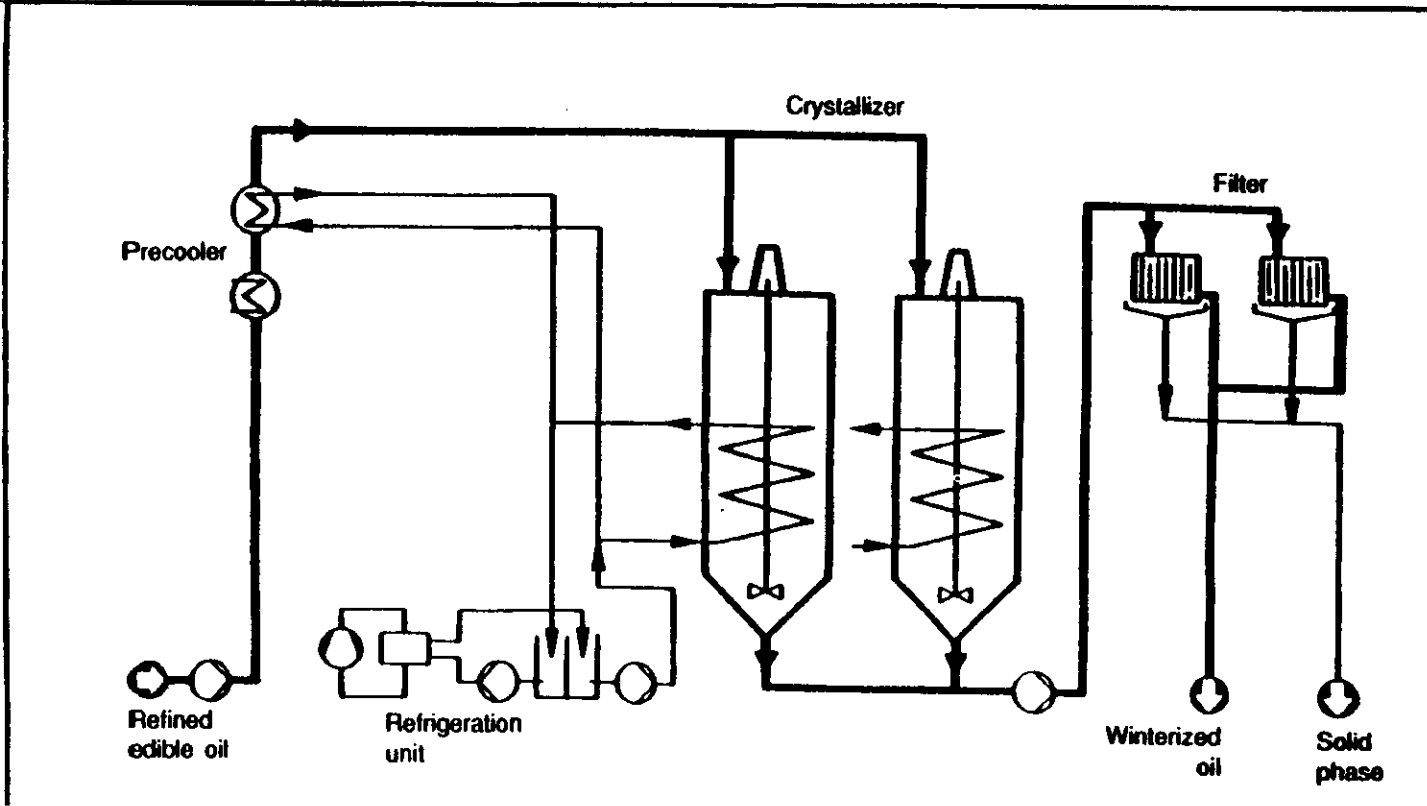 Crystallizer
Filter
Precooler
Refined
edible oil
Refrigeration
unit
Winterized
oil
Solid
phase